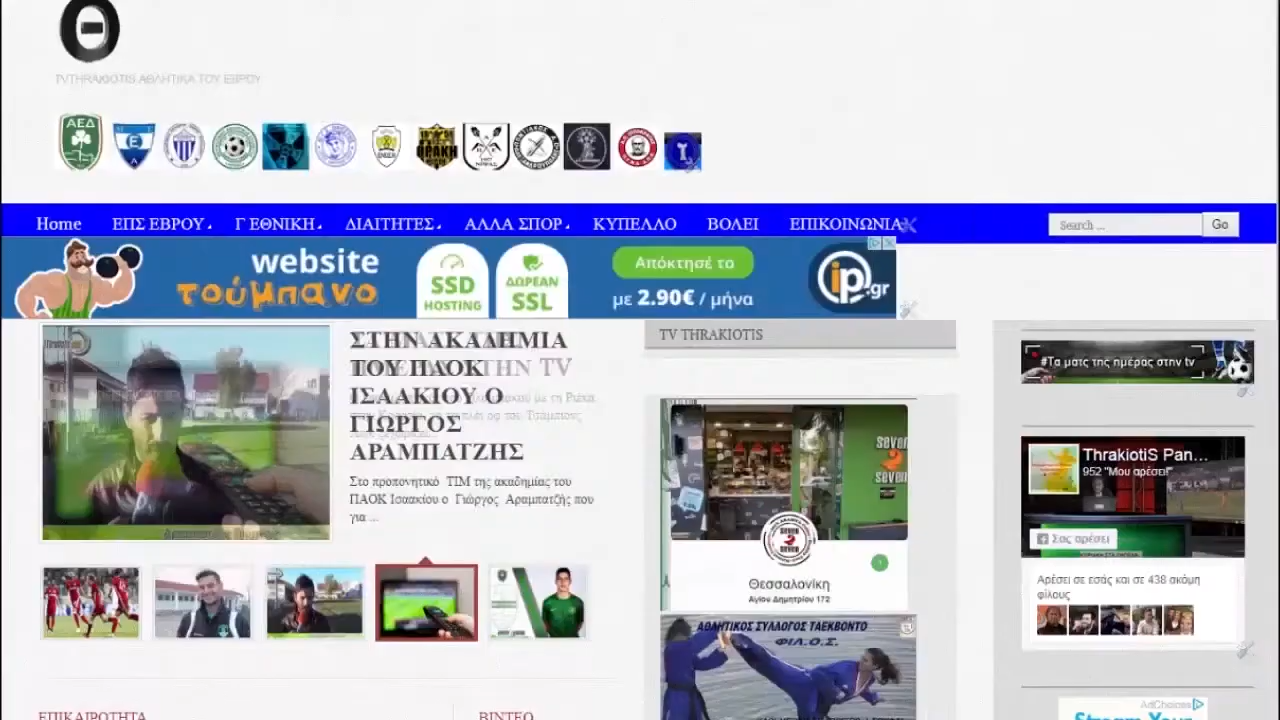 TVTHRAKIOTIS ΑΘΛΗΤΙΚΑ ΤΟΥ ΕΒΡΟΥ
ΑΕΔ
ΘΡΑΚΗ
Home ΕΠΣ ΕΒΡΟΥ Γ ΕΘΝΙΚΗ ΔΙΑΙΤΗΤΕΣ ΑΛΛΑ ΣΠΟΡ ΚΥΠΕΛΛΟ ΒΟΛΕΙ ΕΠΙΚΟΙΝΩΝΙΑ
Search ...
Go
website
τούμπανο
SSD
HOSTING
ΔΩΡΕΑΝ
SSL
Απόκτησέ το
με 2.90€ / μήνα
ip.gr
ΣΤΗΝ ΑΚΑΔΗΜΙΑ
ΤΟΥ ΠΑΟΚ
ΙΣΑΑΚΙΟΥ Ο
ΓΙΩΡΓΟΣ
ΑΡΑΜΠΑΤΖΗΣ
Στο προπονητικό ΤΙΜ της ακαδημίας του
ΠΑΟΚ Ισαακίου ο Γιώργος Αραμπατζής που
για ...
TV THRAKIOTIS
seven
seven
Θεσσαλονίκη
Αγίου Δημητρίου 172
ΑΘΛΗΤΙΚΟΣ ΣΥΛΛΟΓΟΣ ΤΑΕΚΒΟΝΤΟ
ΦΙΛ.Ο.Σ.
#Τα ματς της ημέρας στην tv
ThrakiotiS Pan...
952 "Μου αρέσει!"
Σας αρέσει
Αρέσει σε εσάς και σε 438 ακόμη
φίλους
AdChoices
Stream Your
ΕΠΙΚΑΙΡΟΤΗΤΑ
ΒΙΝΤΕΟ